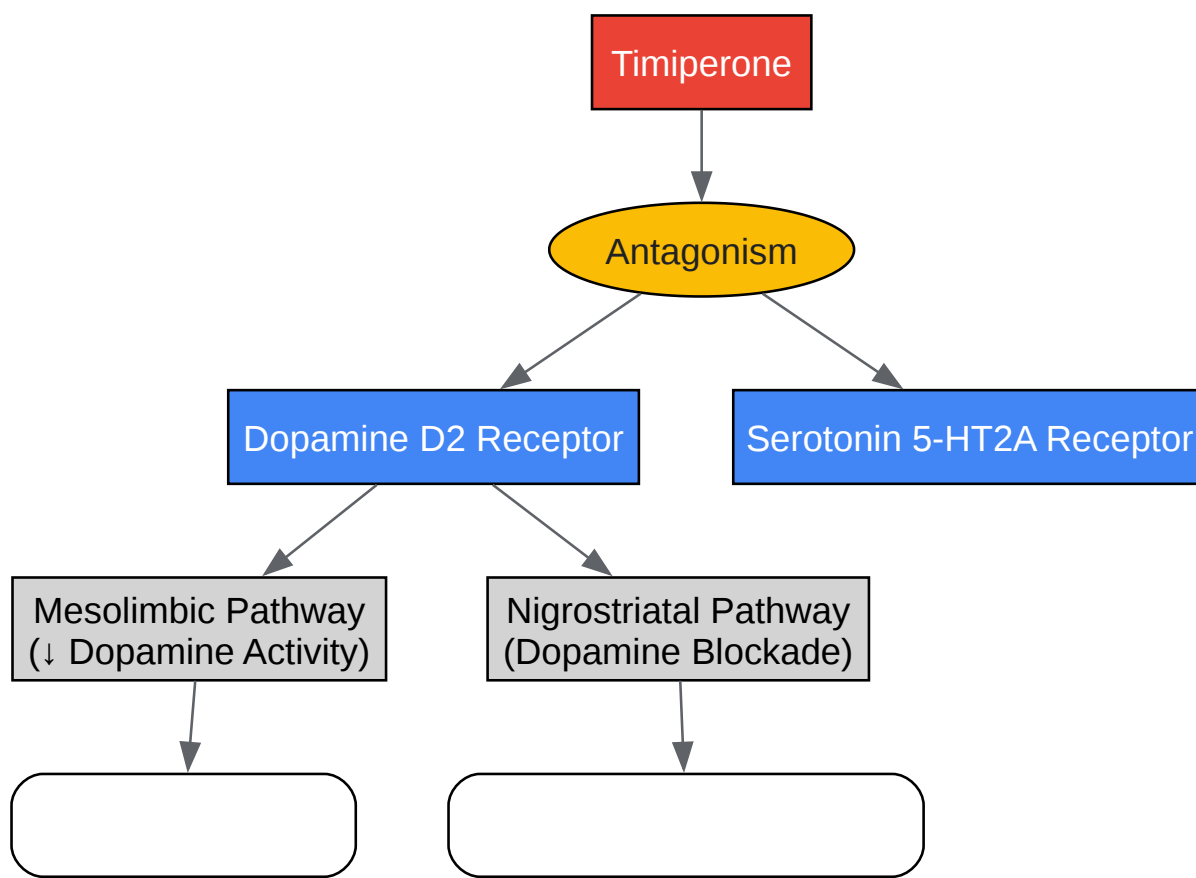 Timiperone
Antagonism
Dopamine D2 Receptor
Serotonin 5-HT2A Receptor
Mesolimbic Pathway
(↓ Dopamine Activity)
Nigrostriatal Pathway
(Dopamine Blockade)